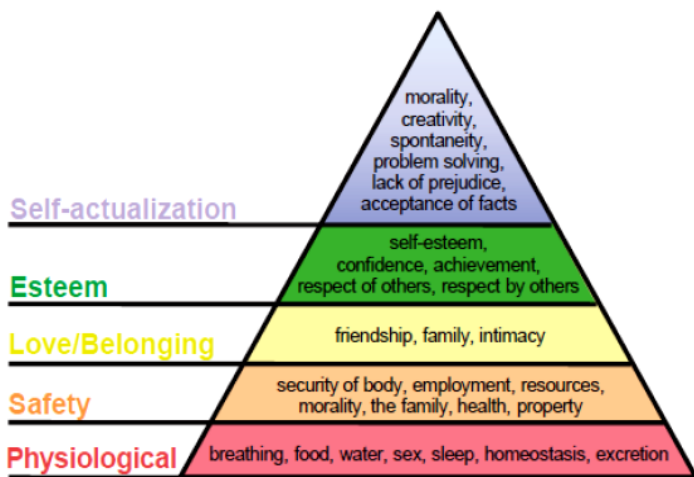 morality,
creativity,
spontaneity,
problem solving,
lack of prejudice,
acceptance of facts
Self-actualization
self-esteem,
confidence, achievement,
respect of others, respect by others
Esteem
friendship, family, intimacy
Love/Belonging
security of body, employment, resources,
morality, the family, health, property
Safety
breathing, food, water, sex, sleep, homeostasis, excretion
Physiological